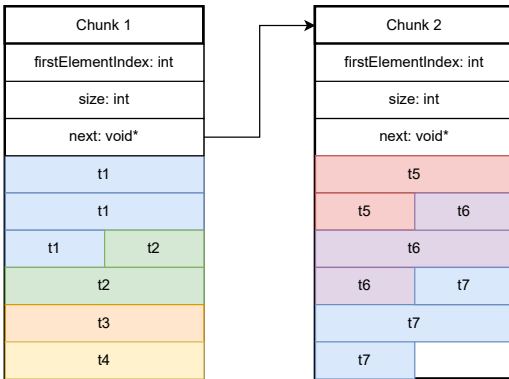 Chunk 1
firstElementIndex: int
size: int
next: void*
t1
t1
t1 t2
t2
t3
t4
Chunk 2
firstElementIndex: int
size: int
next: void*
t5
t5 t6
t6
t6 t7
t7
t7